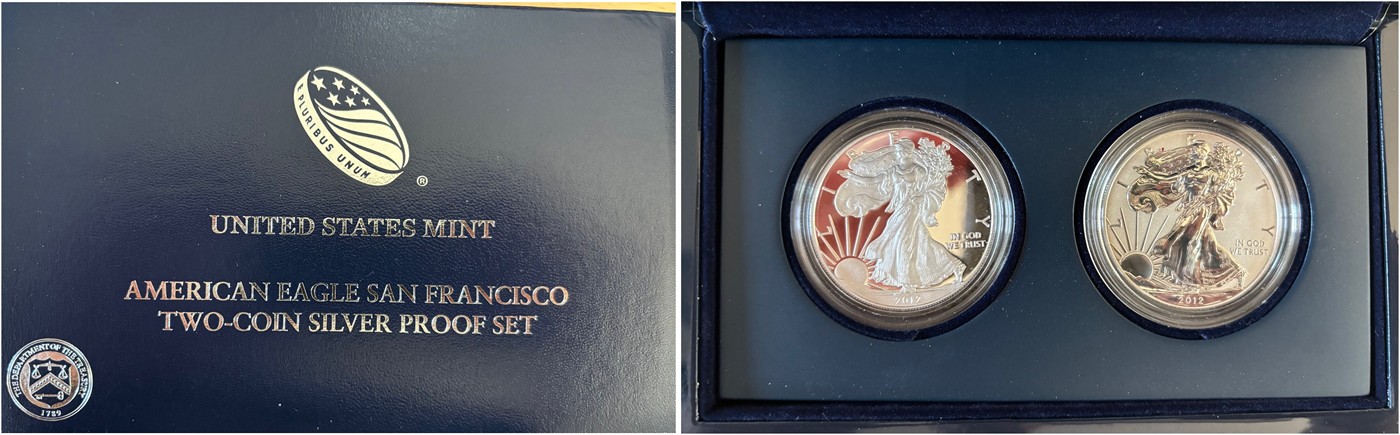 E PLURIBUS UNUM
®
UNITED STATES MINT
AMERICAN EAGLE SAN FRANCISCO
TWO-COIN SILVER PROOF SET
THE DEPARTMENT OF THE TREASURY
1789
LIBERTY
IN GOD
WE TRUST
2012
LIBERTY
IN GOD
WE TRUST
2012